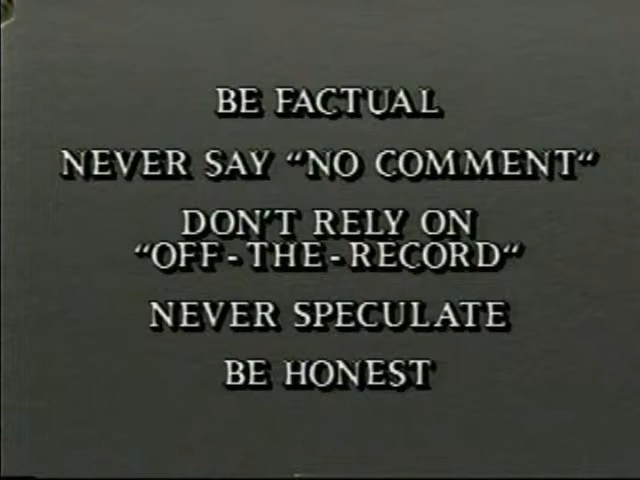 BE FACTUAL
NEVER SAY “NO COMMENT“
DON'T RELY ON
“OFF-THE-RECORD“
NEVER SPECULATE
BE HONEST